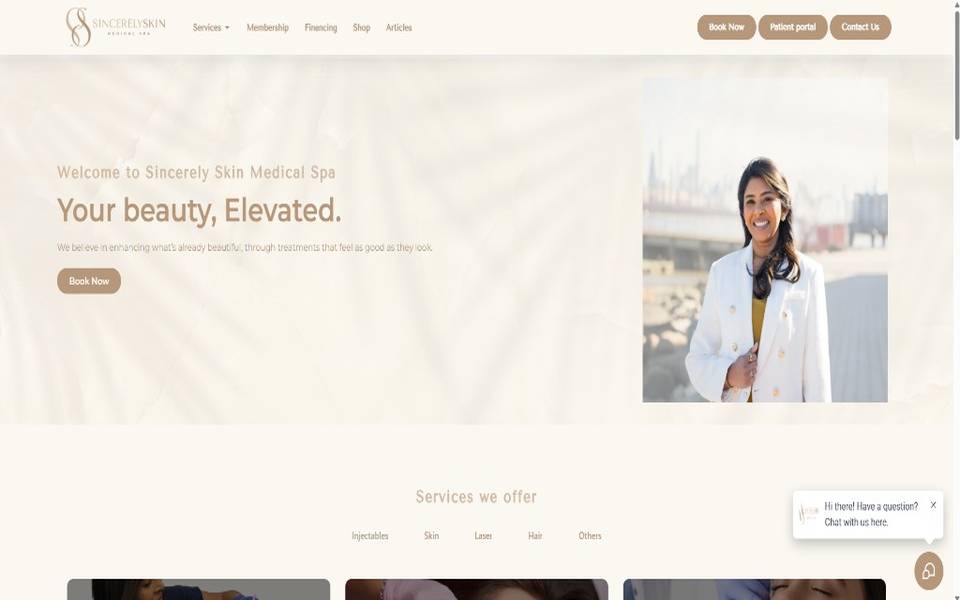 SINCERELYSKIN
MEDICAL SPA
Services
Membership
Financing
Shop
Articles
Book Now
Patient portal
Contact Us
Welcome to Sincerely Skin Medical Spa
Your beauty, Elevated.
We believe in enhancing what's already beautiful, through treatments that feel as good as they look.
Book Now
Services we offer
Injectables
Skin
Laser
Hair
Others
Hi there! Have a question?
Chat with us here.